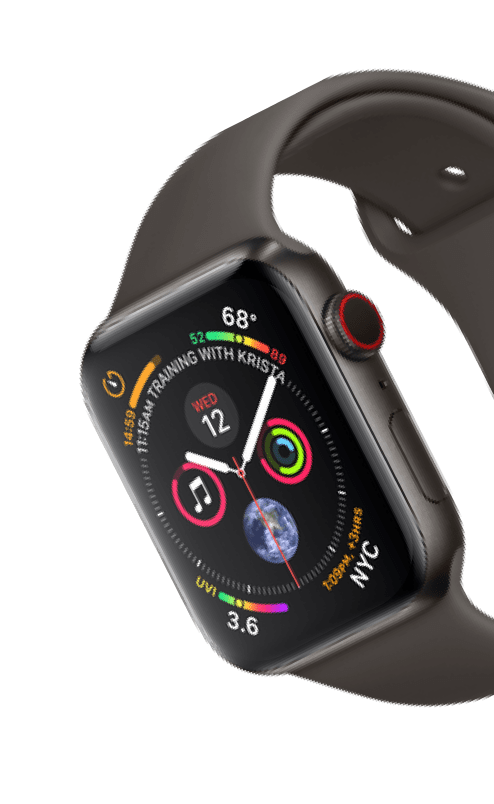 68°
52
89
14:59
11:15AM TRAINING WITH KRISTA
WED
12
1:09PM, +3HRS
NYC
UVI
3.6